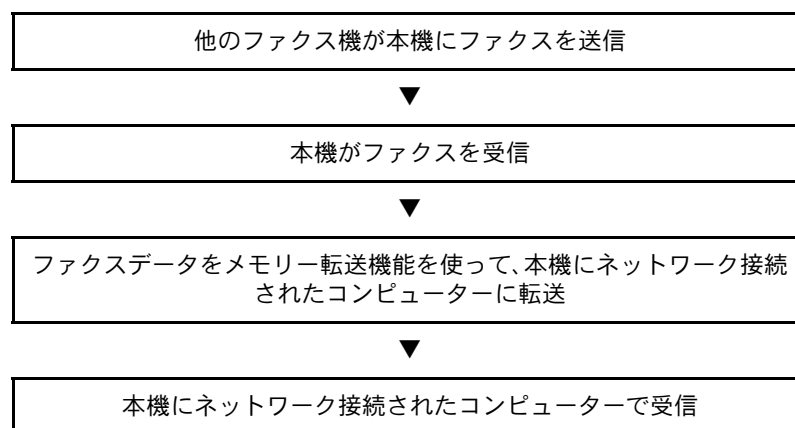 他のファクス機が本機にファクスを送信
▼
本機がファクスを受信
▼
ファクスデータをメモリー転送機能を使って、本機にネットワーク接続
されたコンピューターに転送
▼
本機にネットワーク接続されたコンピューターで受信